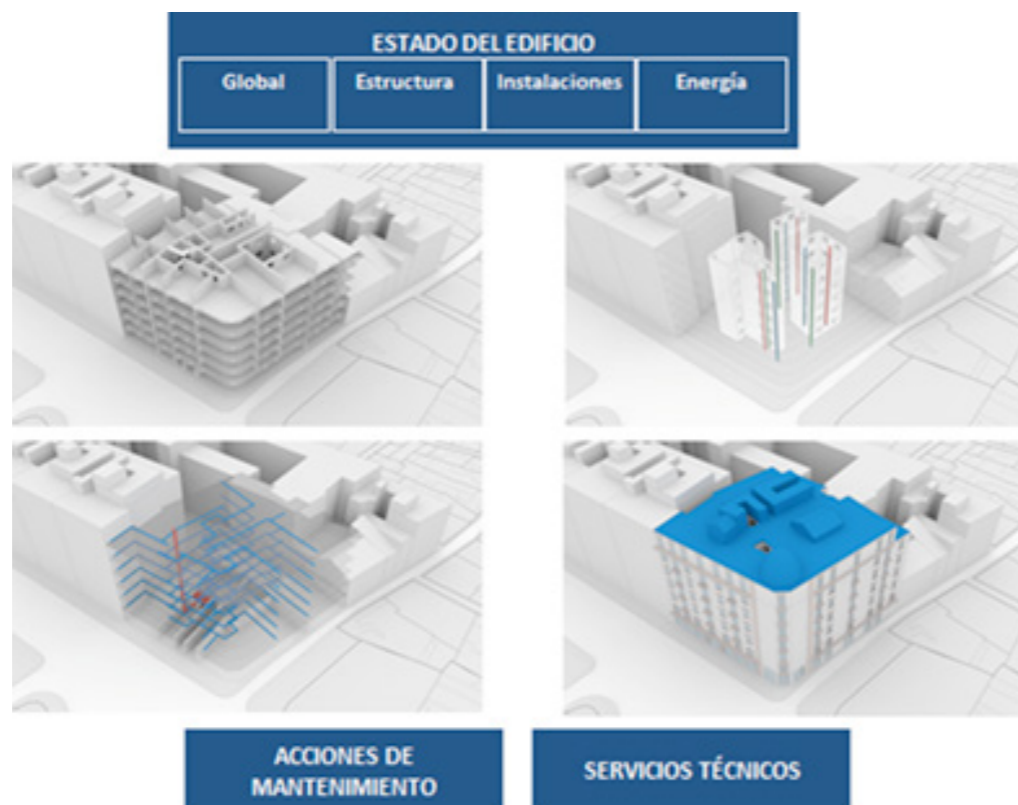 ESTADO DEL EDIFICIO
Global Estructura Instalaciones Energía
ACCIONES DE
MANTENIMIENTO
SERVICIOS TÉCNICOS